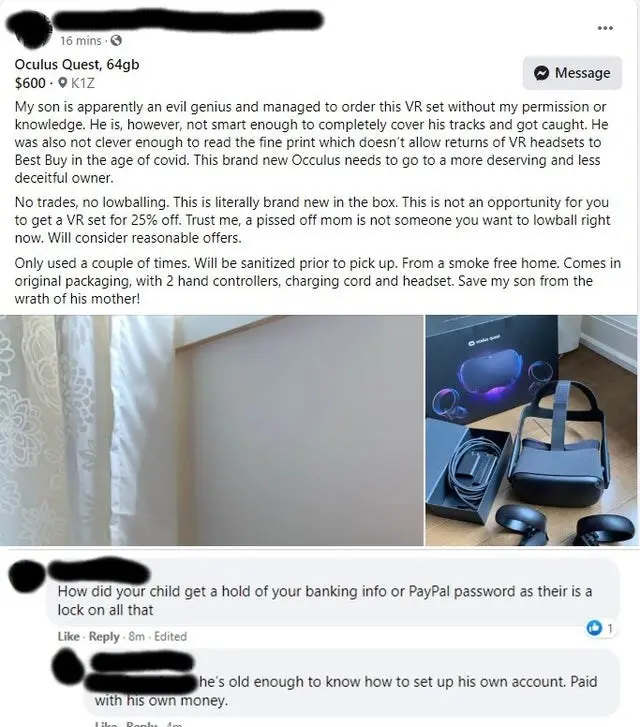 16 mins ·
Oculus Quest, 64gb
$600 · K1Z
Message
My son is apparently an evil genius and managed to order this VR set without my permission or
knowledge. He is, however, not smart enough to completely cover his tracks and got caught. He
was also not clever enough to read the fine print which doesn't allow returns of VR headsets to
Best Buy in the age of covid. This brand new Occulus needs to go to a more deserving and less
deceitful owner.
No trades, no lowballing. This is literally brand new in the box. This is not an opportunity for you
to get a VR set for 25% off. Trust me, a pissed off mom is not someone you want to lowball right
now. Will consider reasonable offers.
Only used a couple of times. Will be sanitized prior to pick up. From a smoke free home. Comes in
original packaging, with 2 hand controllers, charging cord and headset. Save my son from the
wrath of his mother!
oculus quest
How did your child get a hold of your banking info or PayPal password as their is a
lock on all that
Like · Reply · 8m · Edited
1
he's old enough to know how to set up his own account. Paid
with his own money.
Like · Reply · 4m